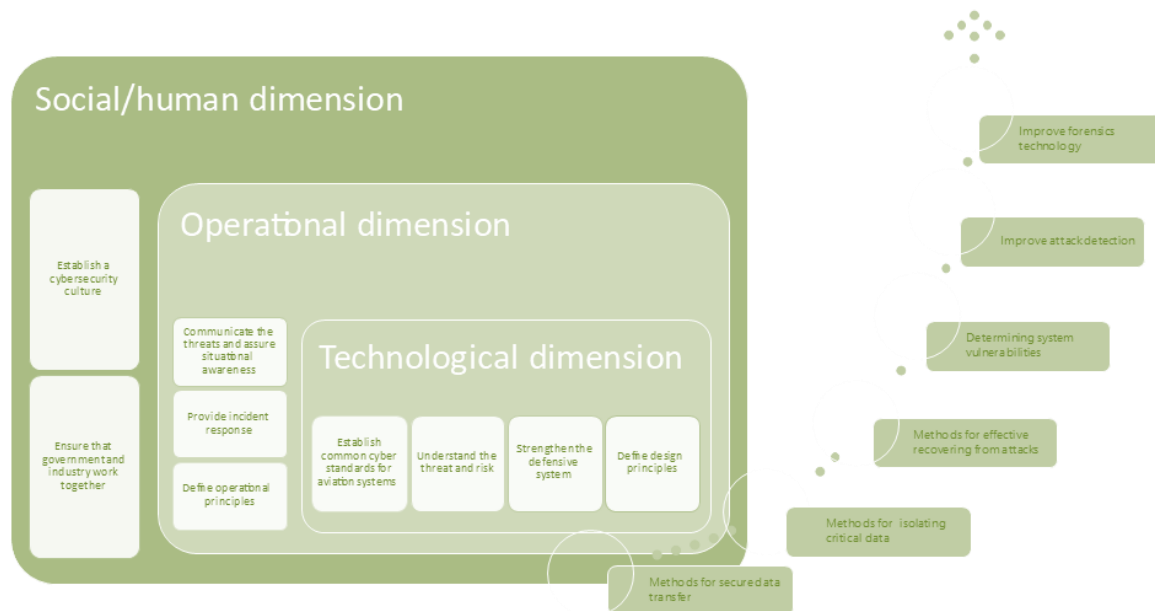 Social/human dimension
Establish a
cybersecurity
culture
Ensure that
government and
industry work
together
Operational dimension
Communicate the
threats and assure
situational
awareness
Provide incident
response
Define operational
principles
Technological dimension
Establish
common cyber
standards for
aviation systems
Understand the
threat and risk
Strengthen the
defensive
system
Define design
principles
Improve forensics
technology
Improve attack detection
Determining system
vulnerabilities
Methods for effective
recovering from attacks
Methods for isolating
critical data
Methods for secured data
transfer